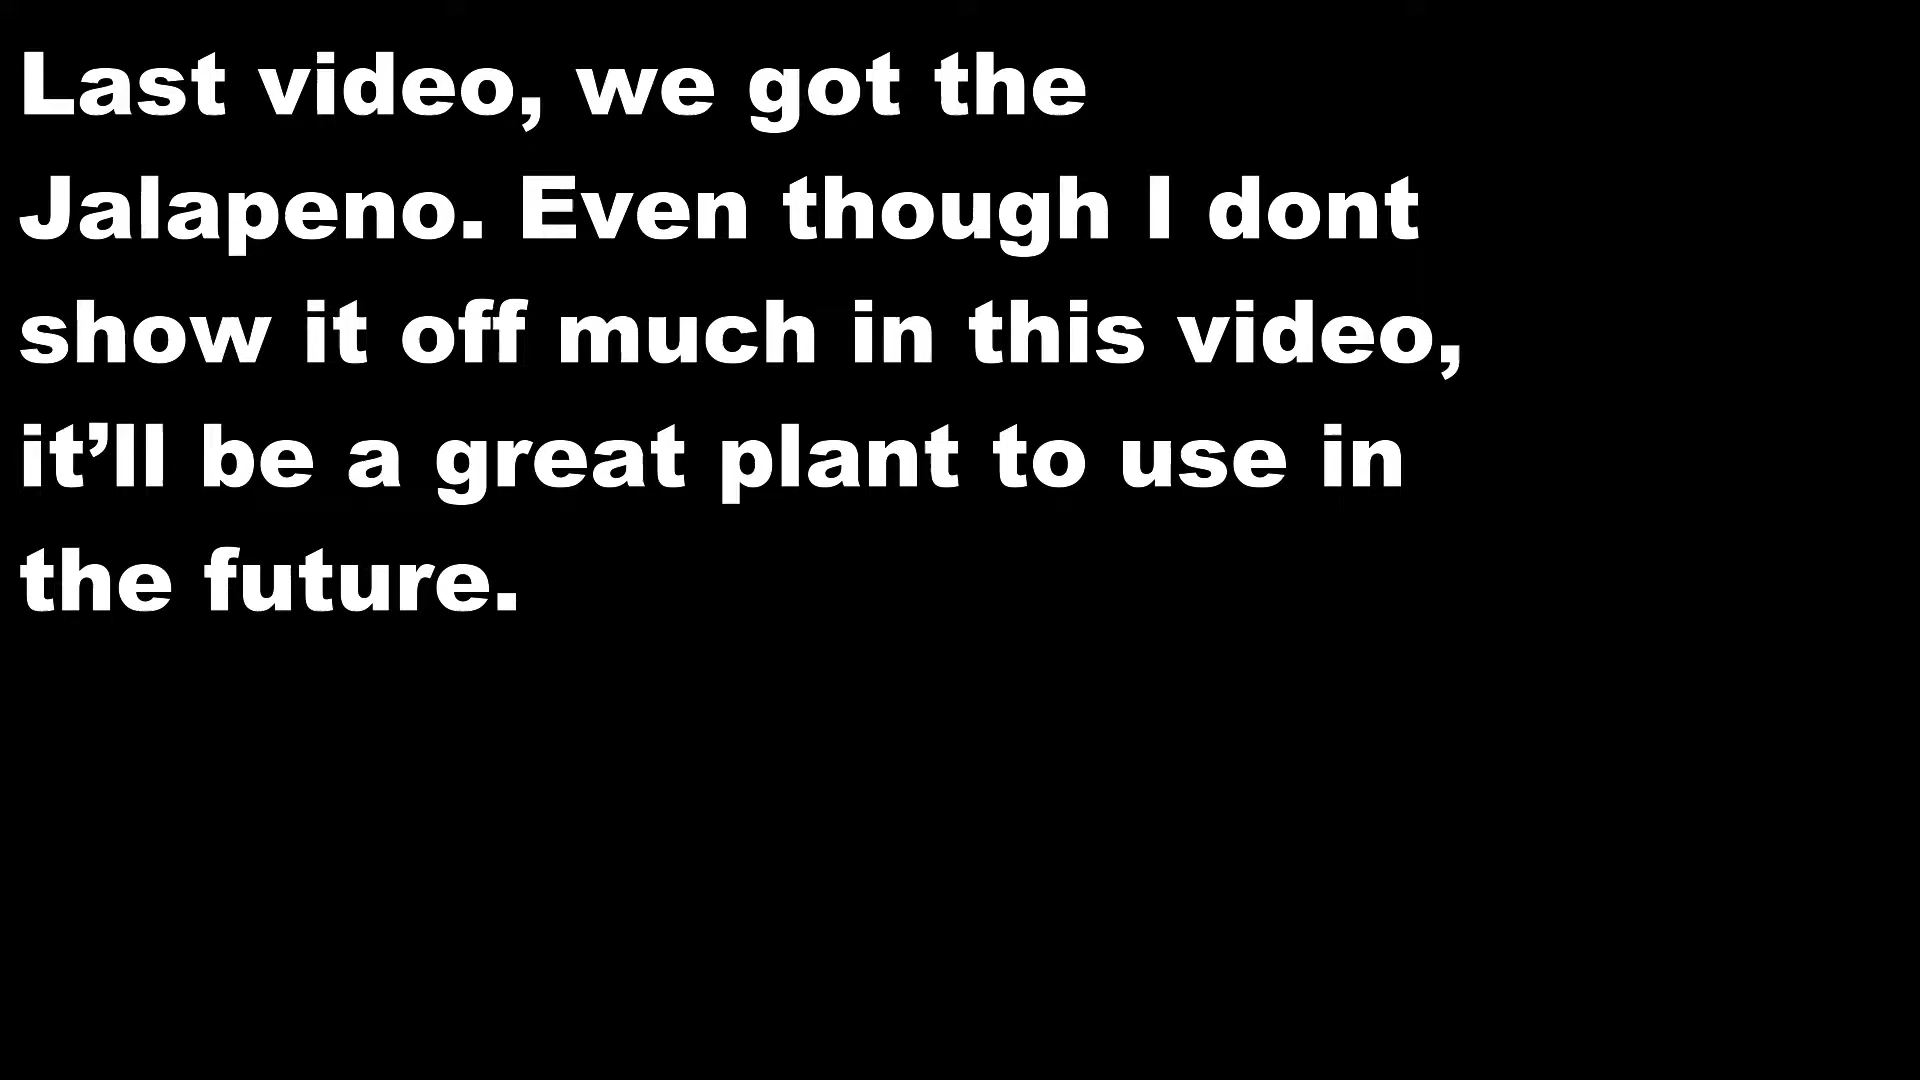 Last video, we got the
Jalapeno. Even though I dont
show it off much in this video,
it’ll be a great plant to use in
the future.